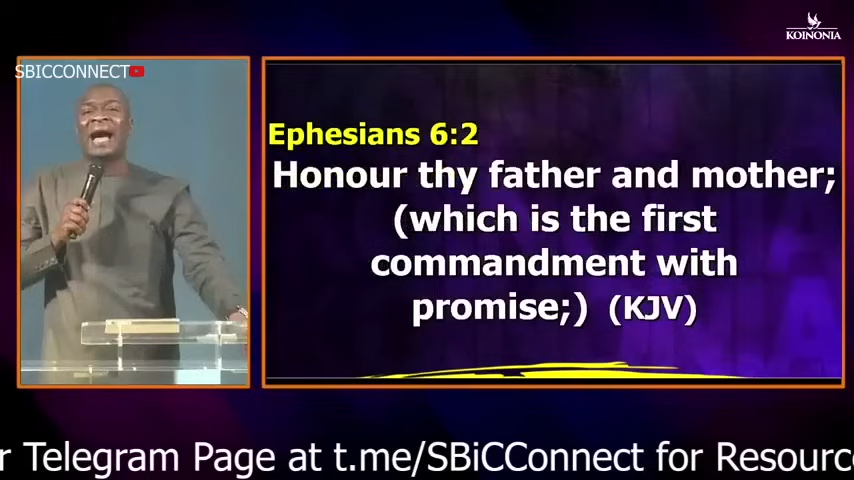 KOINONIA
SBICCONNECT
Ephesians 6:2
Honour thy father and mother;
(which is the first
commandment with
promise;) (KJV)
r Telegram Page at t.me/SBiCConnect for Resourc